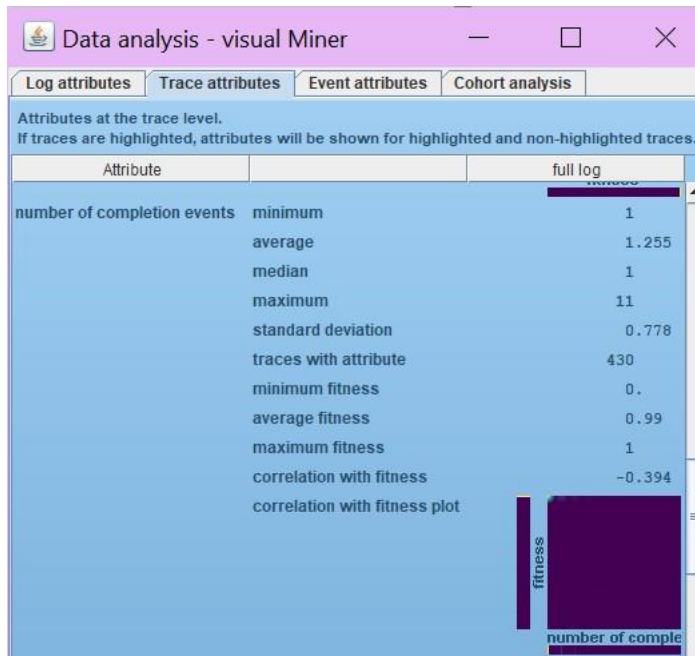 Data analysis - visual Miner
Log attributes Trace attributes Event attributes Cohort analysis
Attributes at the trace level.
If traces are highlighted, attributes will be shown for highlighted and non-highlighted traces.
Attribute full log
number of completion events minimum 1
average 1.255
median 1
maximum 11
standard deviation 0.778
traces with attribute 430
minimum fitness 0.
average fitness 0.99
maximum fitness 1
correlation with fitness -0.394
correlation with fitness plot
fitness
number of comple